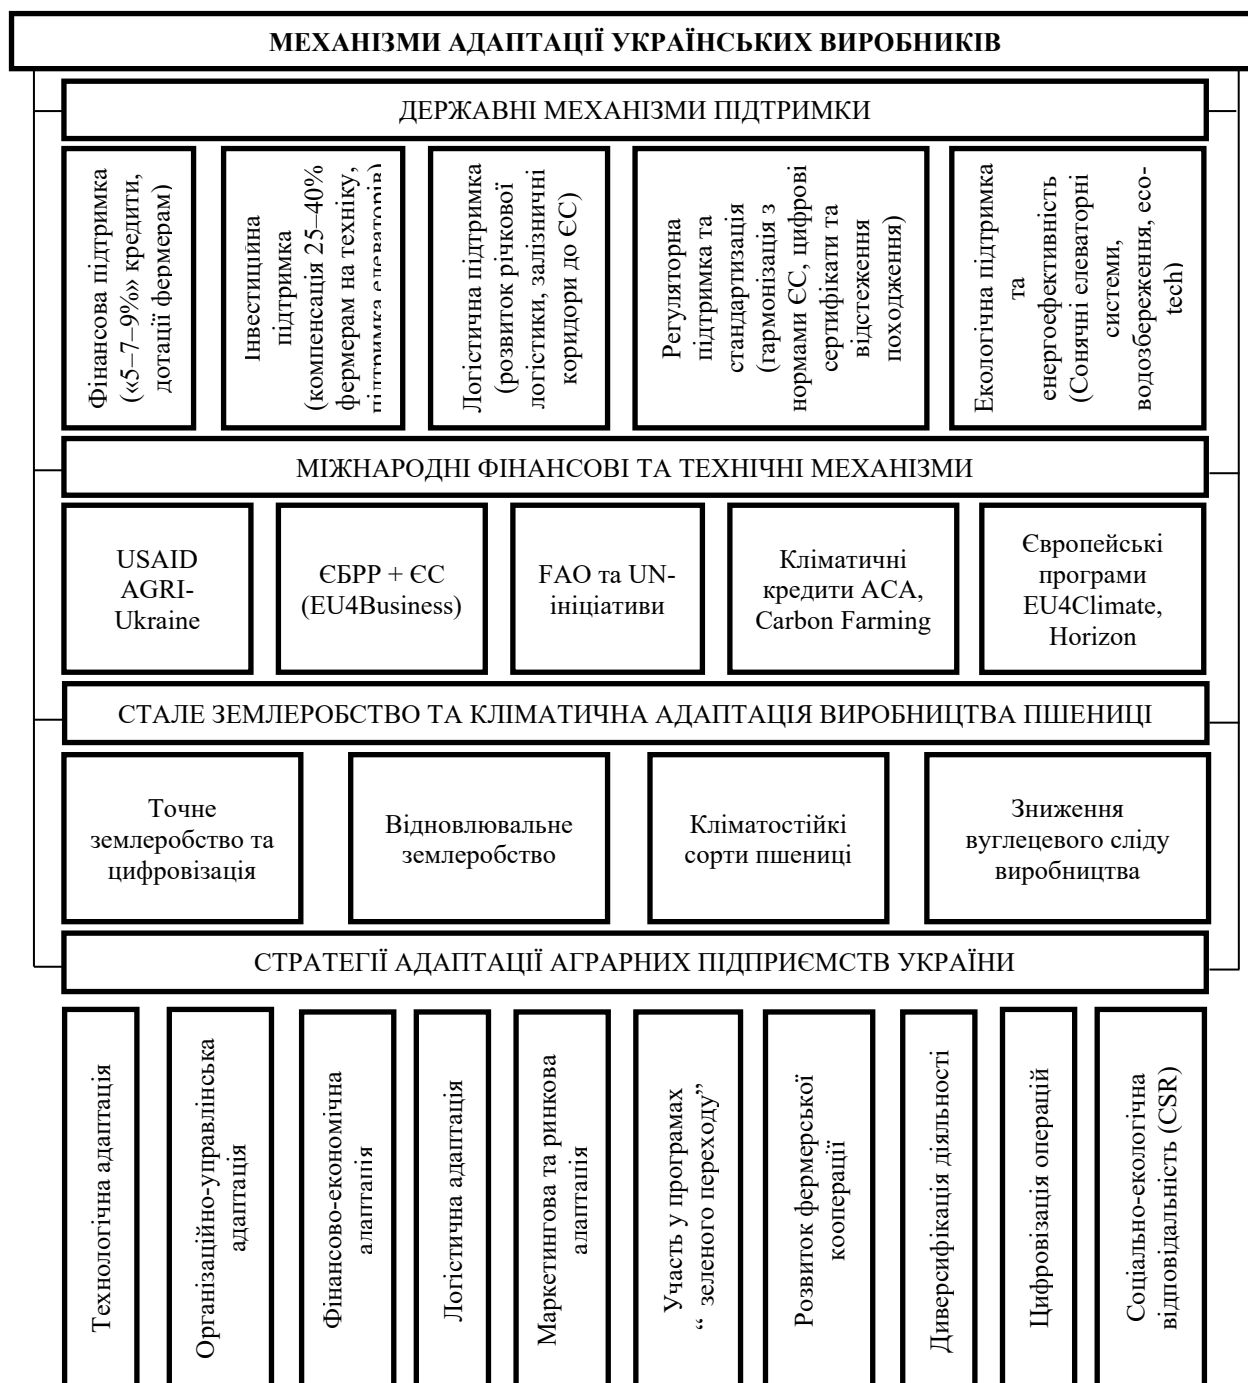 МЕХАНІЗМИ АДАПТАЦІЇ УКРАЇНСЬКИХ ВИРОБНИКІВ
ДЕРЖАВНІ МЕХАНІЗМИ ПІДТРИМКИ
Фінансова підтримка
(«5–7–9%» кредити,
дотації фермерам)
Інвестиційна
підтримка
(компенсація 25–40%
фермерам на техніку,
підтримка елеваторів)
Логістична підтримка
(розвиток річкової
логістики, залізничні
коридори до ЄС)
Регуляторна
підтримка та
стандартизація
(гармонізація з
нормами ЄС, цифрові
сертифікати та
відстеження
походження)
Екологічна підтримка
та
енергоефективність
(Сонячні елеваторні
системи,
водозбереження, eco-
tech)
МІЖНАРОДНІ ФІНАНСОВІ ТА ТЕХНІЧНІ МЕХАНІЗМИ
USAID
AGRI-
Ukraine
ЄБРР + ЄС
(EU4Business)
FAO та UN-
ініціативи
Кліматичні
кредити ACA,
Carbon Farming
Європейські
програми
EU4Climate,
Horizon
СТАЛЕ ЗЕМЛЕРОБСТВО ТА КЛІМАТИЧНА АДАПТАЦІЯ ВИРОБНИЦТВА ПШЕНИЦІ
Точне
землеробство та
цифровізація
Відновлювальне
землеробство
Кліматостійкі
сорти пшениці
Зниження
вуглецевого сліду
виробництва
СТРАТЕГІЇ АДАПТАЦІЇ АГРАРНИХ ПІДПРИЄМСТВ УКРАЇНИ
Технологічна адаптація
Організаційно-управлінська
адаптація
Фінансово-економічна
адаптація
Логістична адаптація
Маркетингова та ринкова
адаптація
Участь у програмах
“ зеленого переходу”
Розвиток фермерської
кооперації
Диверсифікація діяльності
Цифровізація операцій
Соціально-екологічна
відповідальність (CSR)